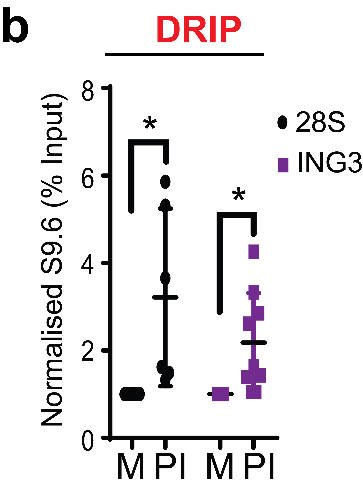 b
DRIP
Normalised S9.6 (% Input)
8
6
4
2
0
*
*
28S
ING3
M PI M PI